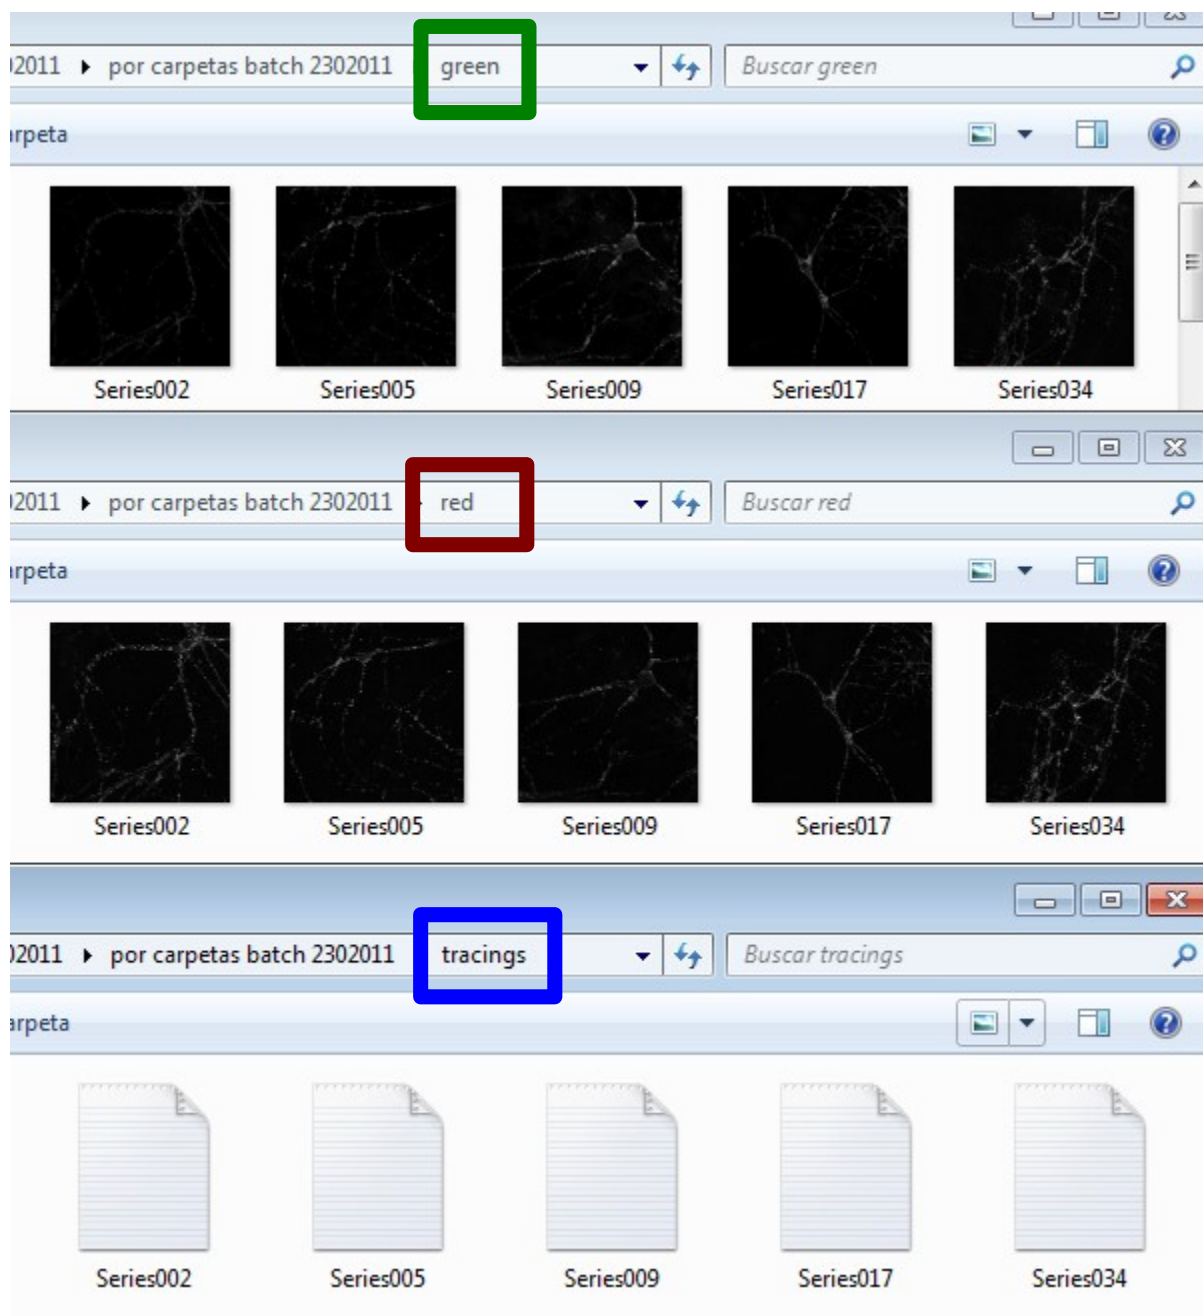 2011 ▸ por carpetas batch 2302011 green Buscar green
rpeta
Series002 Series005 Series009 Series017 Series034
2011 ▸ por carpetas batch 2302011 red Buscar red
rpeta
Series002 Series005 Series009 Series017 Series034
2011 ▸ por carpetas batch 2302011 tracings Buscar tracings
arpeta
Series002 Series005 Series009 Series017 Series034